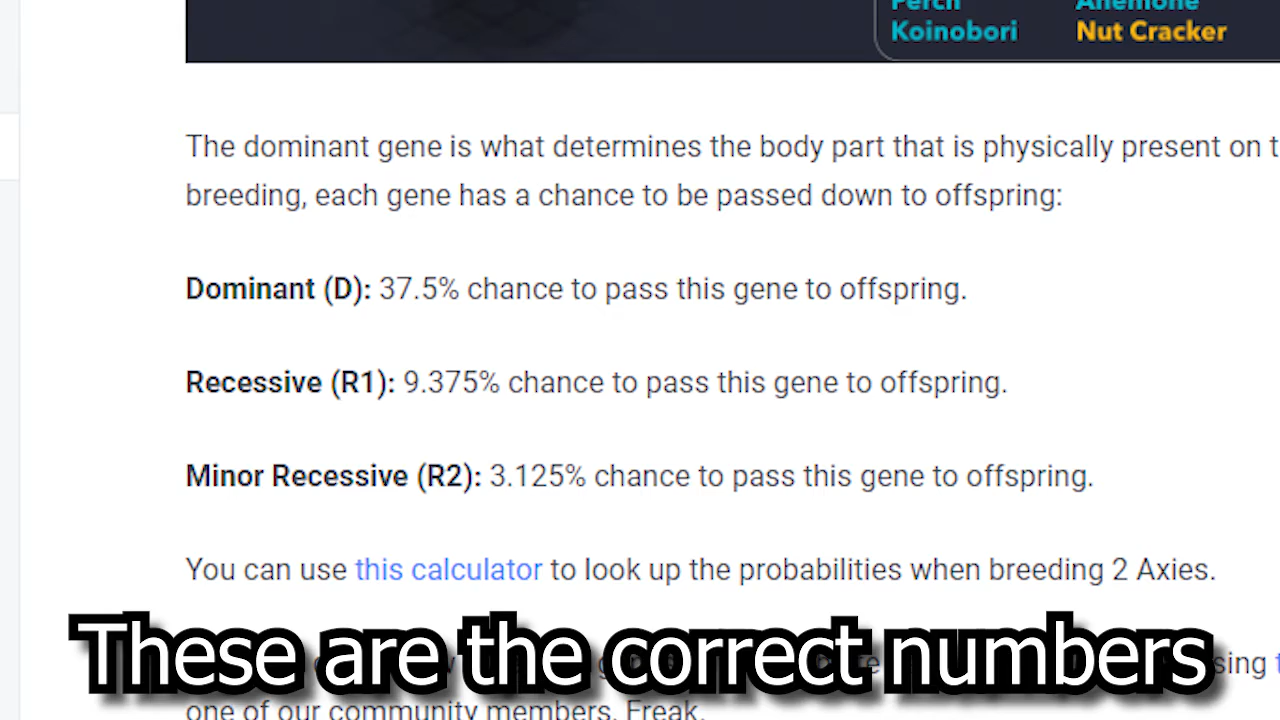 Perch Anemone
Koinobori Nut Cracker
The dominant gene is what determines the body part that is physically present on
breeding, each gene has a chance to be passed down to offspring:
Dominant (D): 37.5% chance to pass this gene to offspring.
Recessive (R1): 9.375% chance to pass this gene to offspring.
Minor Recessive (R2): 3.125% chance to pass this gene to offspring.
You can use this calculator to look up the probabilities when breeding 2 Axies.
These are the correct numbers
one of our community members, Freak.